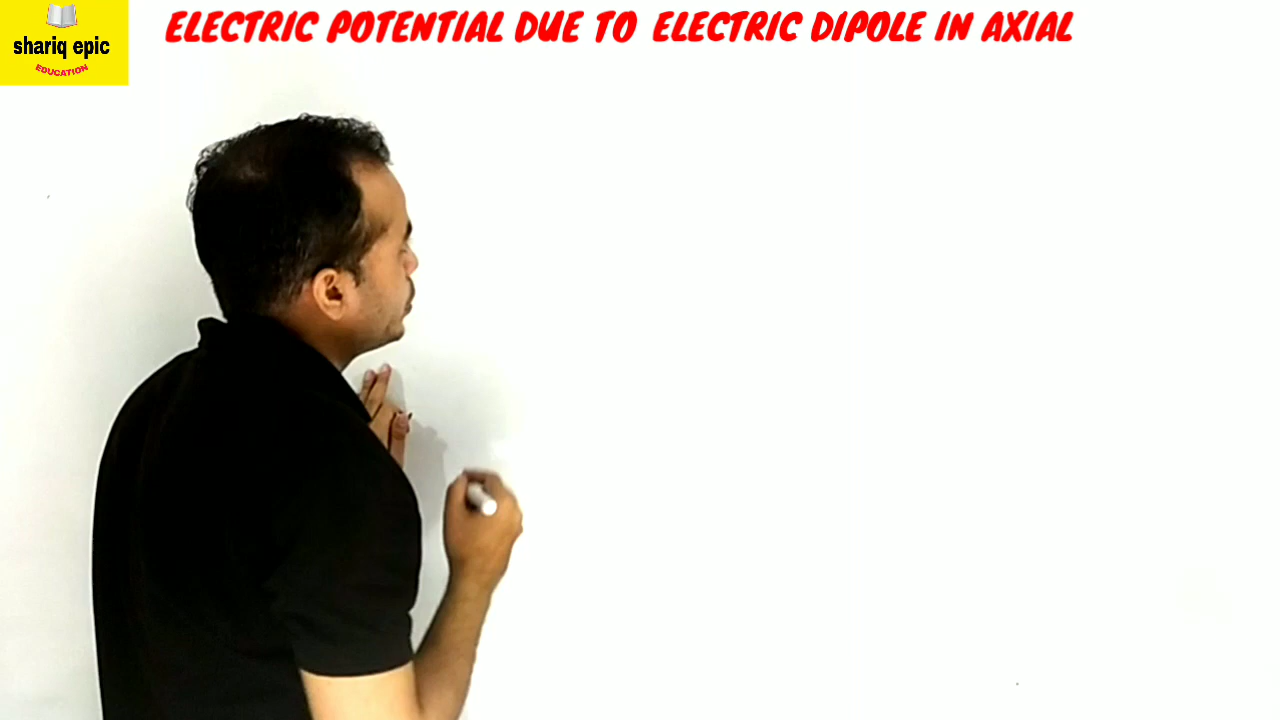 shariq epic
EDUCATION
ELECTRIC POTENTIAL DUE TO ELECTRIC DIPOLE IN AXIAL